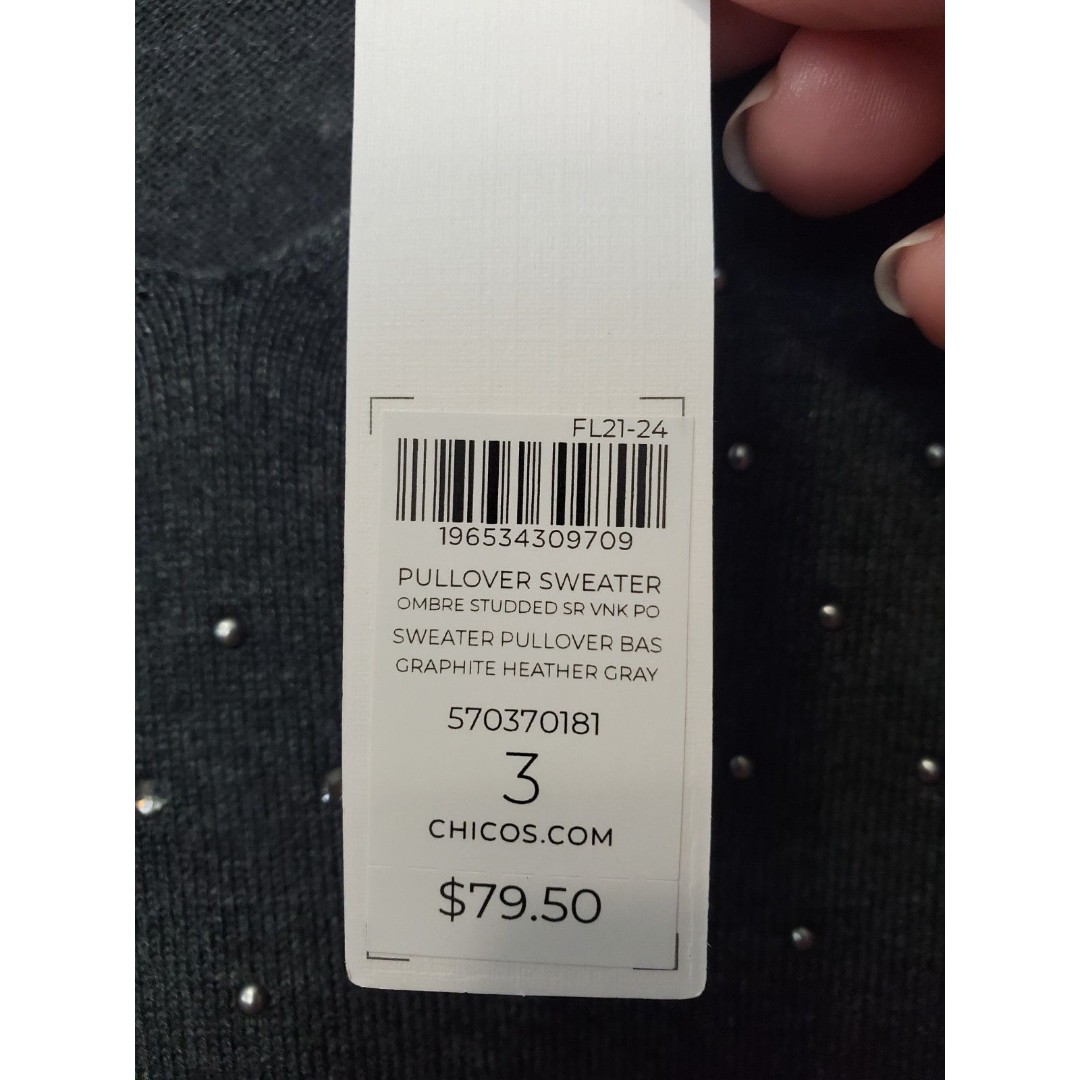 FL21-24
196534309709
PULLOVER SWEATER
OMBRE STUDDED SR VNK PO
SWEATER PULLOVER BAS
GRAPHITE HEATHER GRAY
570370181
3
CHICOS.COM
$79.50